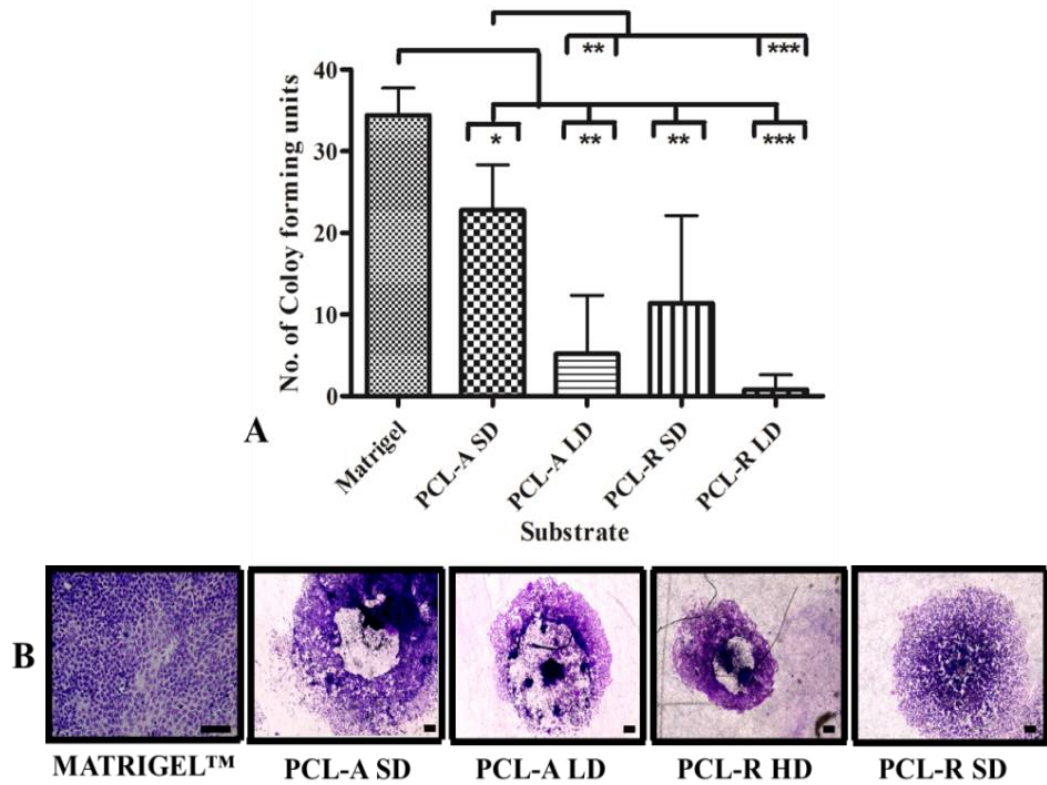 ** ***
40
30
20
10
0
No. of Coloy forming units
* ** ** ***
A
Matrigel
PCL-A SD
PCL-A LD
PCL-R SD
PCL-R LD
Substrate
B
MATRIGEL™ PCL-A SD PCL-A LD PCL-R HD PCL-R SD